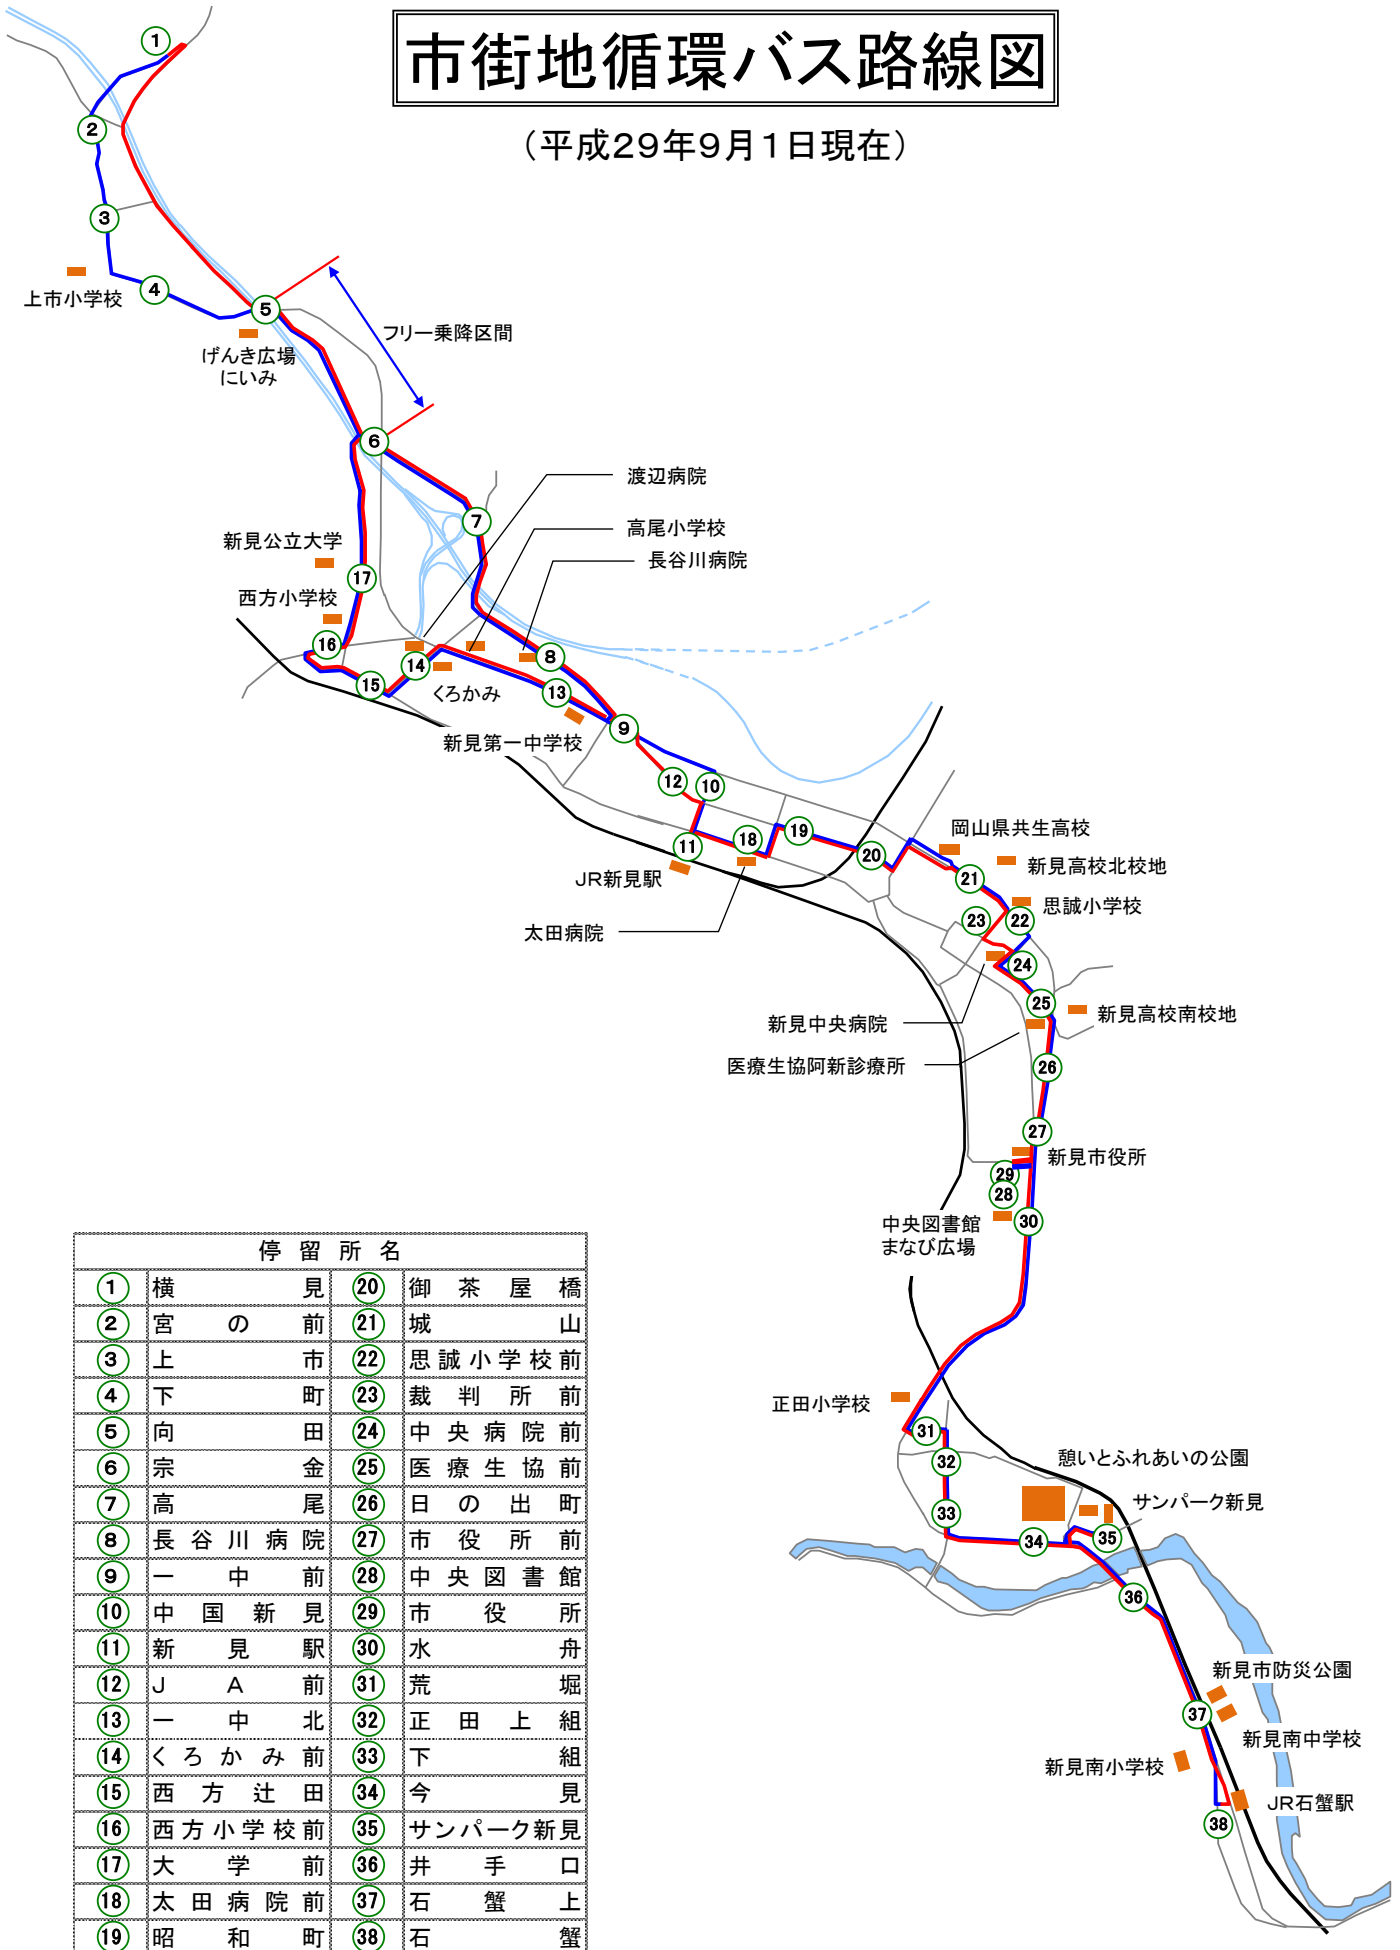 市街地循環バス路線図
（平成29年9月1日現在）
1
2
3
上市小学校
4
5
げんき広場
にいみ
フリー乗降区間
6
渡辺病院
高尾小学校
長谷川病院
7
新見公立大学
17
西方小学校
16
15
14
くろかみ
8
13
新見第一中学校
9
12
10
11
JR新見駅
18
太田病院
19
20
岡山県共生高校
新見高校北校地
21
思誠小学校
22
23
24
新見中央病院
25
新見高校南校地
医療生協阿新診療所
26
27
新見市役所
29
28
中央図書館
まなび広場
30
正田小学校
31
32
憩いとふれあいの公園
サンパーク新見
33
34
35
36
新見市防災公園
37
新見南中学校
新見南小学校
JR石蟹駅
38
停留所名
1 横見 20 御茶屋橋
2 宮の前 21 城山
3 上市 22 思誠小学校前
4 下町 23 裁判所前
5 向田 24 中央病院前
6 宗金 25 医療生協前
7 高尾 26 日の出町
8 長谷川病院 27 市役所前
9 一中前 28 中央図書館
10 中国新見 29 市役所
11 新見駅 30 水舟
12 JA前 31 荒堀
13 一中北 32 正田上組
14 くろかみ前 33 下組
15 西方辻田 34 今見
16 西方小学校前 35 サンパーク新見
17 大学前 36 井手口
18 太田病院前 37 石蟹上
19 昭和町 38 石蟹